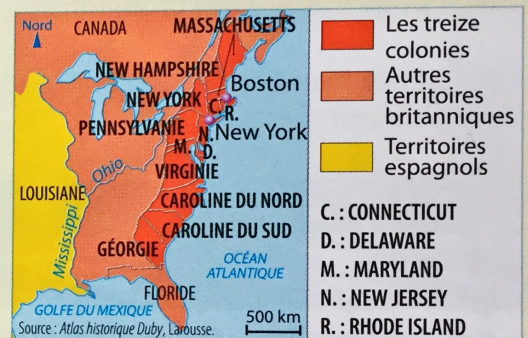 Nord
CANADA
MASSACHUSETTS
NEW HAMPSHIRE
Boston
NEW YORK
C.
R.
PENNSYLVANIE
N.
New York
M.
D.
Ohio
VIRGINIE
LOUISIANE
CAROLINE DU NORD
Mississippi
CAROLINE DU SUD
GÉORGIE
OCÉAN
ATLANTIQUE
FLORIDE
GOLFE DU MEXIQUE
500 km
Source : Atlas historique Duby, Larousse.
Les treize
colonies
Autres
territoires
britanniques
Territoires
espagnols
C. : CONNECTICUT
D. : DELAWARE
M. : MARYLAND
N. : NEW JERSEY
R. : RHODE ISLAND